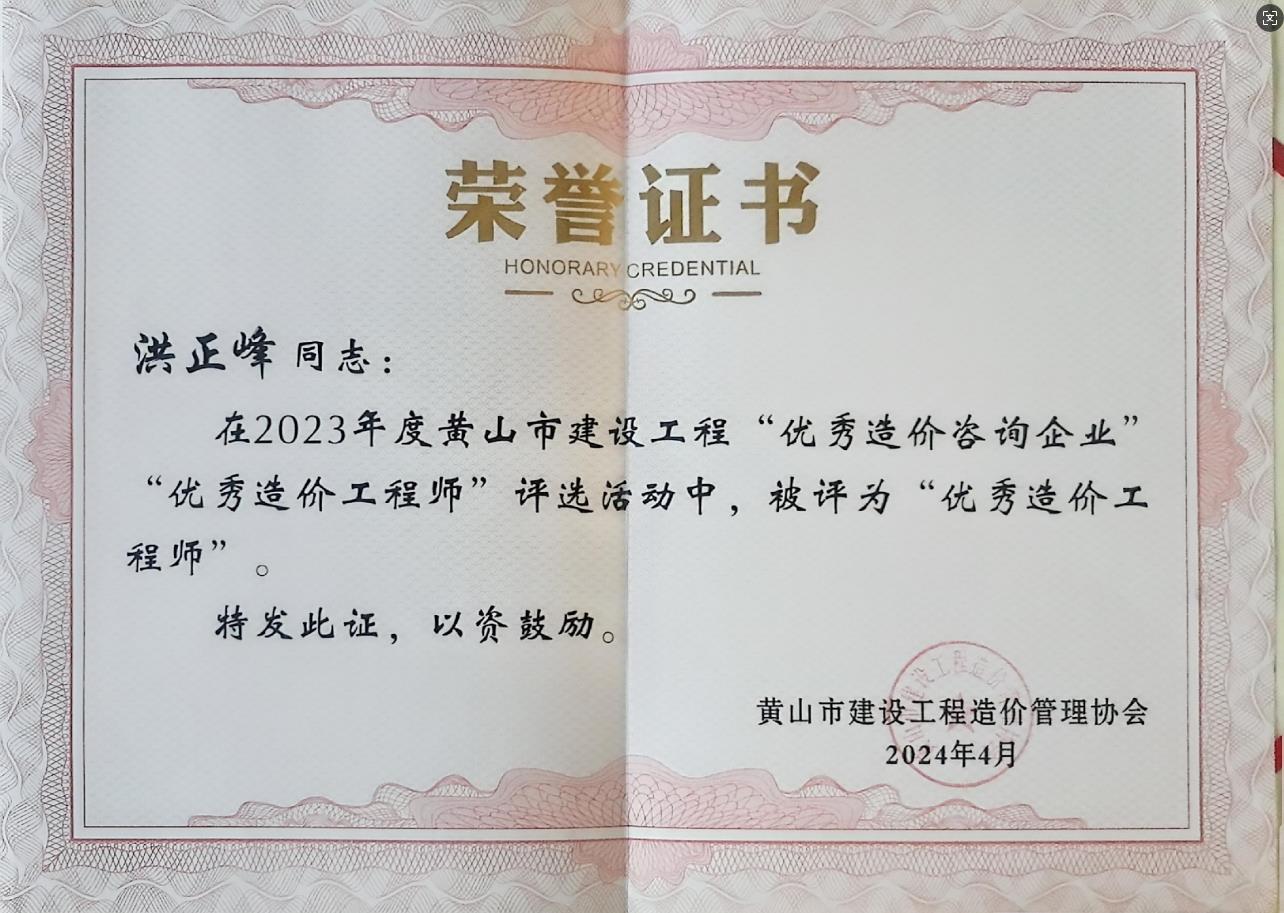 荣誉证书
HONORARY CREDENTIAL
洪正峰 同志：
在2023年度黄山市建设工程“优秀造价咨询企业”
“优秀造价工程师”评选活动中，被评为“优秀造价工
程师”。
特发此证，以资鼓励。
黄山市建设工程造价管理协会
2024年4月